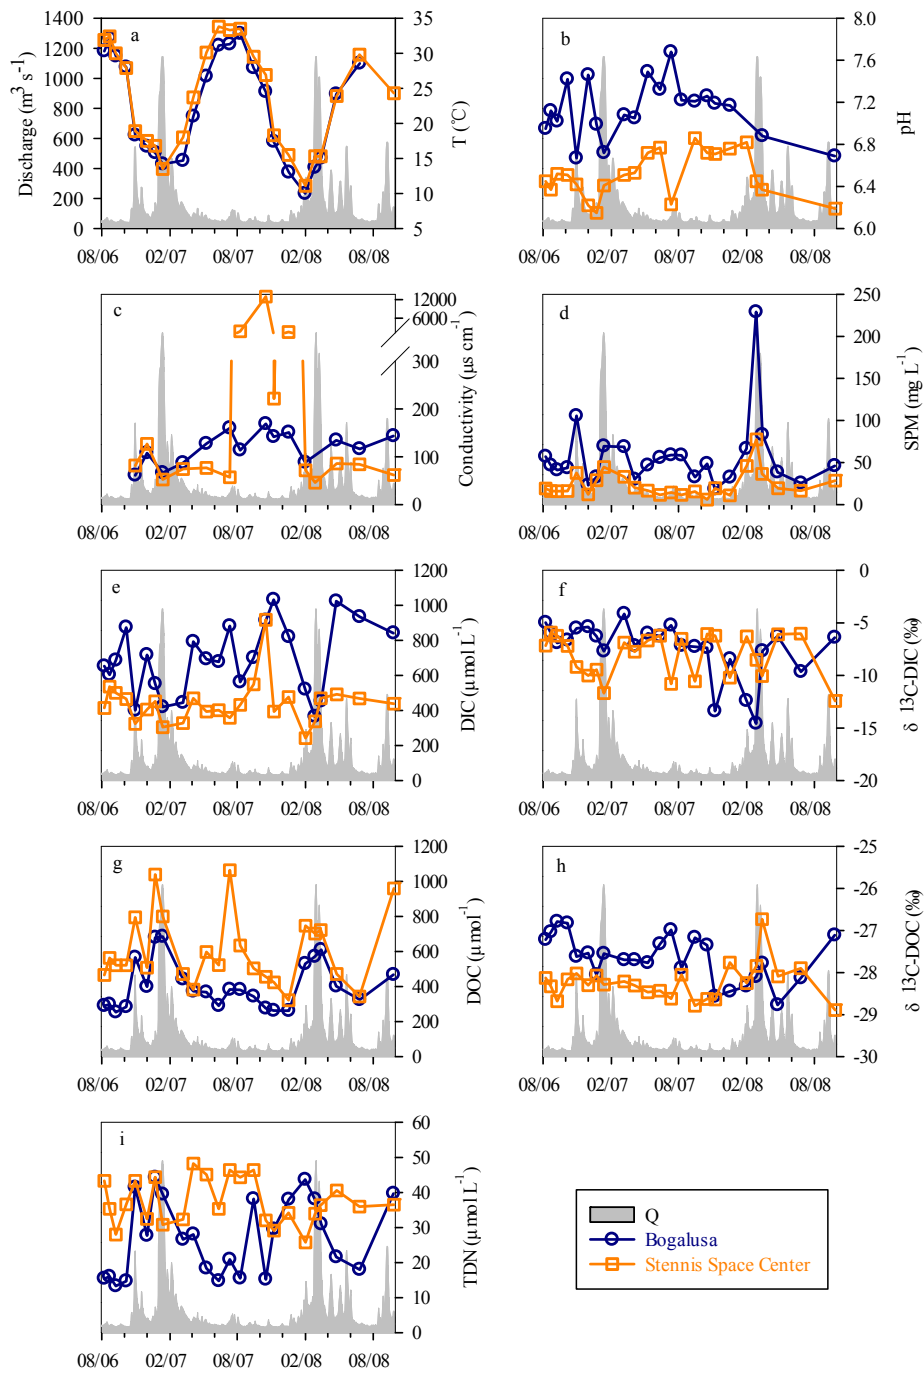 a
Discharge (m³ s⁻¹)
1400
1200
1000
800
600
400
200
0
35
30
25
20
15
10
5
T (℃)
08/06 02/07 08/07 02/08 08/08
b
8.0
7.6
7.2
6.8
6.4
6.0
pH
08/06 02/07 08/07 02/08 08/08
c
12000
6000
300
200
100
0
Conductivity (µs cm⁻¹)
08/06 02/07 08/07 02/08 08/08
d
250
200
150
100
50
0
SPM (mg L⁻¹)
08/06 02/07 08/07 02/08 08/08
e
1200
1000
800
600
400
200
0
DIC (µmol L⁻¹)
08/06 02/07 08/07 02/08 08/08
f
0
-5
-10
-15
-20
δ ¹³C-DIC (‰)
08/06 02/07 08/07 02/08 08/08
g
1200
1000
800
600
400
200
0
DOC (µmol⁻¹)
08/06 02/07 08/07 02/08 08/08
h
-25
-26
-27
-28
-29
-30
δ ¹³C-DOC (‰)
08/06 02/07 08/07 02/08 08/08
i
60
50
40
30
20
10
0
TDN (µmol L⁻¹)
08/06 02/07 08/07 02/08 08/08
Q
Bogalusa
Stennis Space Center